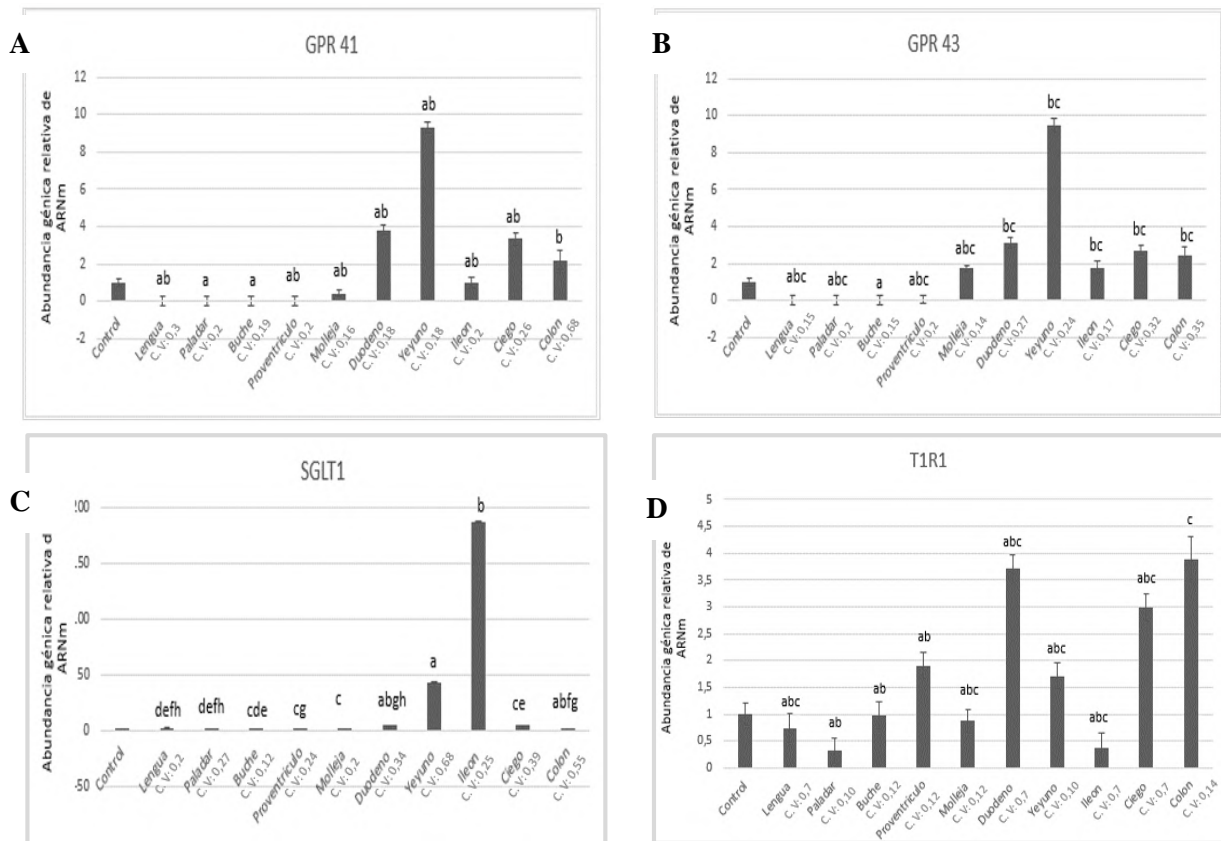 A
GPR 41
Abundancia génica relativa de
ARNm
12
10
8
6
4
2
0
-2
ab
a
a
ab
ab
ab
ab
ab
ab
b
Control
Lengua
C. V: 0,3
Paladar
C. V: 0,2
Buche
C. V: 0,19
Proventrículo
C. V: 0,2
Molleja
C. V: 0,16
Duodeno
C. V: 0,18
Yeyuno
C. V: 0,18
Ileon
C. V: 0,2
Ciego
C. V: 0,26
Colon
C. V: 0,68
B
GPR 43
Abundancia génica relativa de
ARNm
12
10
8
6
4
2
0
-2
abc
abc
a
abc
abc
bc
bc
bc
bc
bc
Control
Lengua
C. V: 0,15
Paladar
C. V: 0,2
Buche
C. V: 0,15
Proventrículo
C. V: 0,2
Molleja
C. V: 0,14
Duodeno
C. V: 0,27
Yeyuno
C. V: 0,24
Ileon
C. V: 0,17
Ciego
C. V: 0,32
Colon
C. V: 0,35
C
SGLT1
Abundancia génica relativa d
ARNm
200
150
100
50
0
-50
defh
defh
cde
cg
c
abgh
a
b
ce
abfg
Control
Lengua
C. V: 0,2
Paladar
C. V: 0,27
Buche
C. V: 0,12
Proventrículo
C. V: 0,24
Molleja
C. V: 0,2
Duodeno
C. V: 0,34
Yeyuno
C. V: 0,68
Ileon
C. V: 0,25
Ciego
C. V: 0,39
Colon
C. V: 0,55
D
T1R1
Abundancia génica relativa de
ARNm
5
4,5
4
3,5
3
2,5
2
1,5
1
0,5
0
abc
ab
ab
ab
abc
abc
abc
abc
abc
c
Control
Lengua
C. V: 0,7
Paladar
C. V: 0,10
Buche
C. V: 0,12
Proventrículo
C. V: 0,12
Molleja
C. V: 0,12
Duodeno
C. V: 0,7
Yeyuno
C. V: 0,10
Ileon
C. V: 0,7
Ciego
C. V: 0,7
Colon
C. V: 0,14